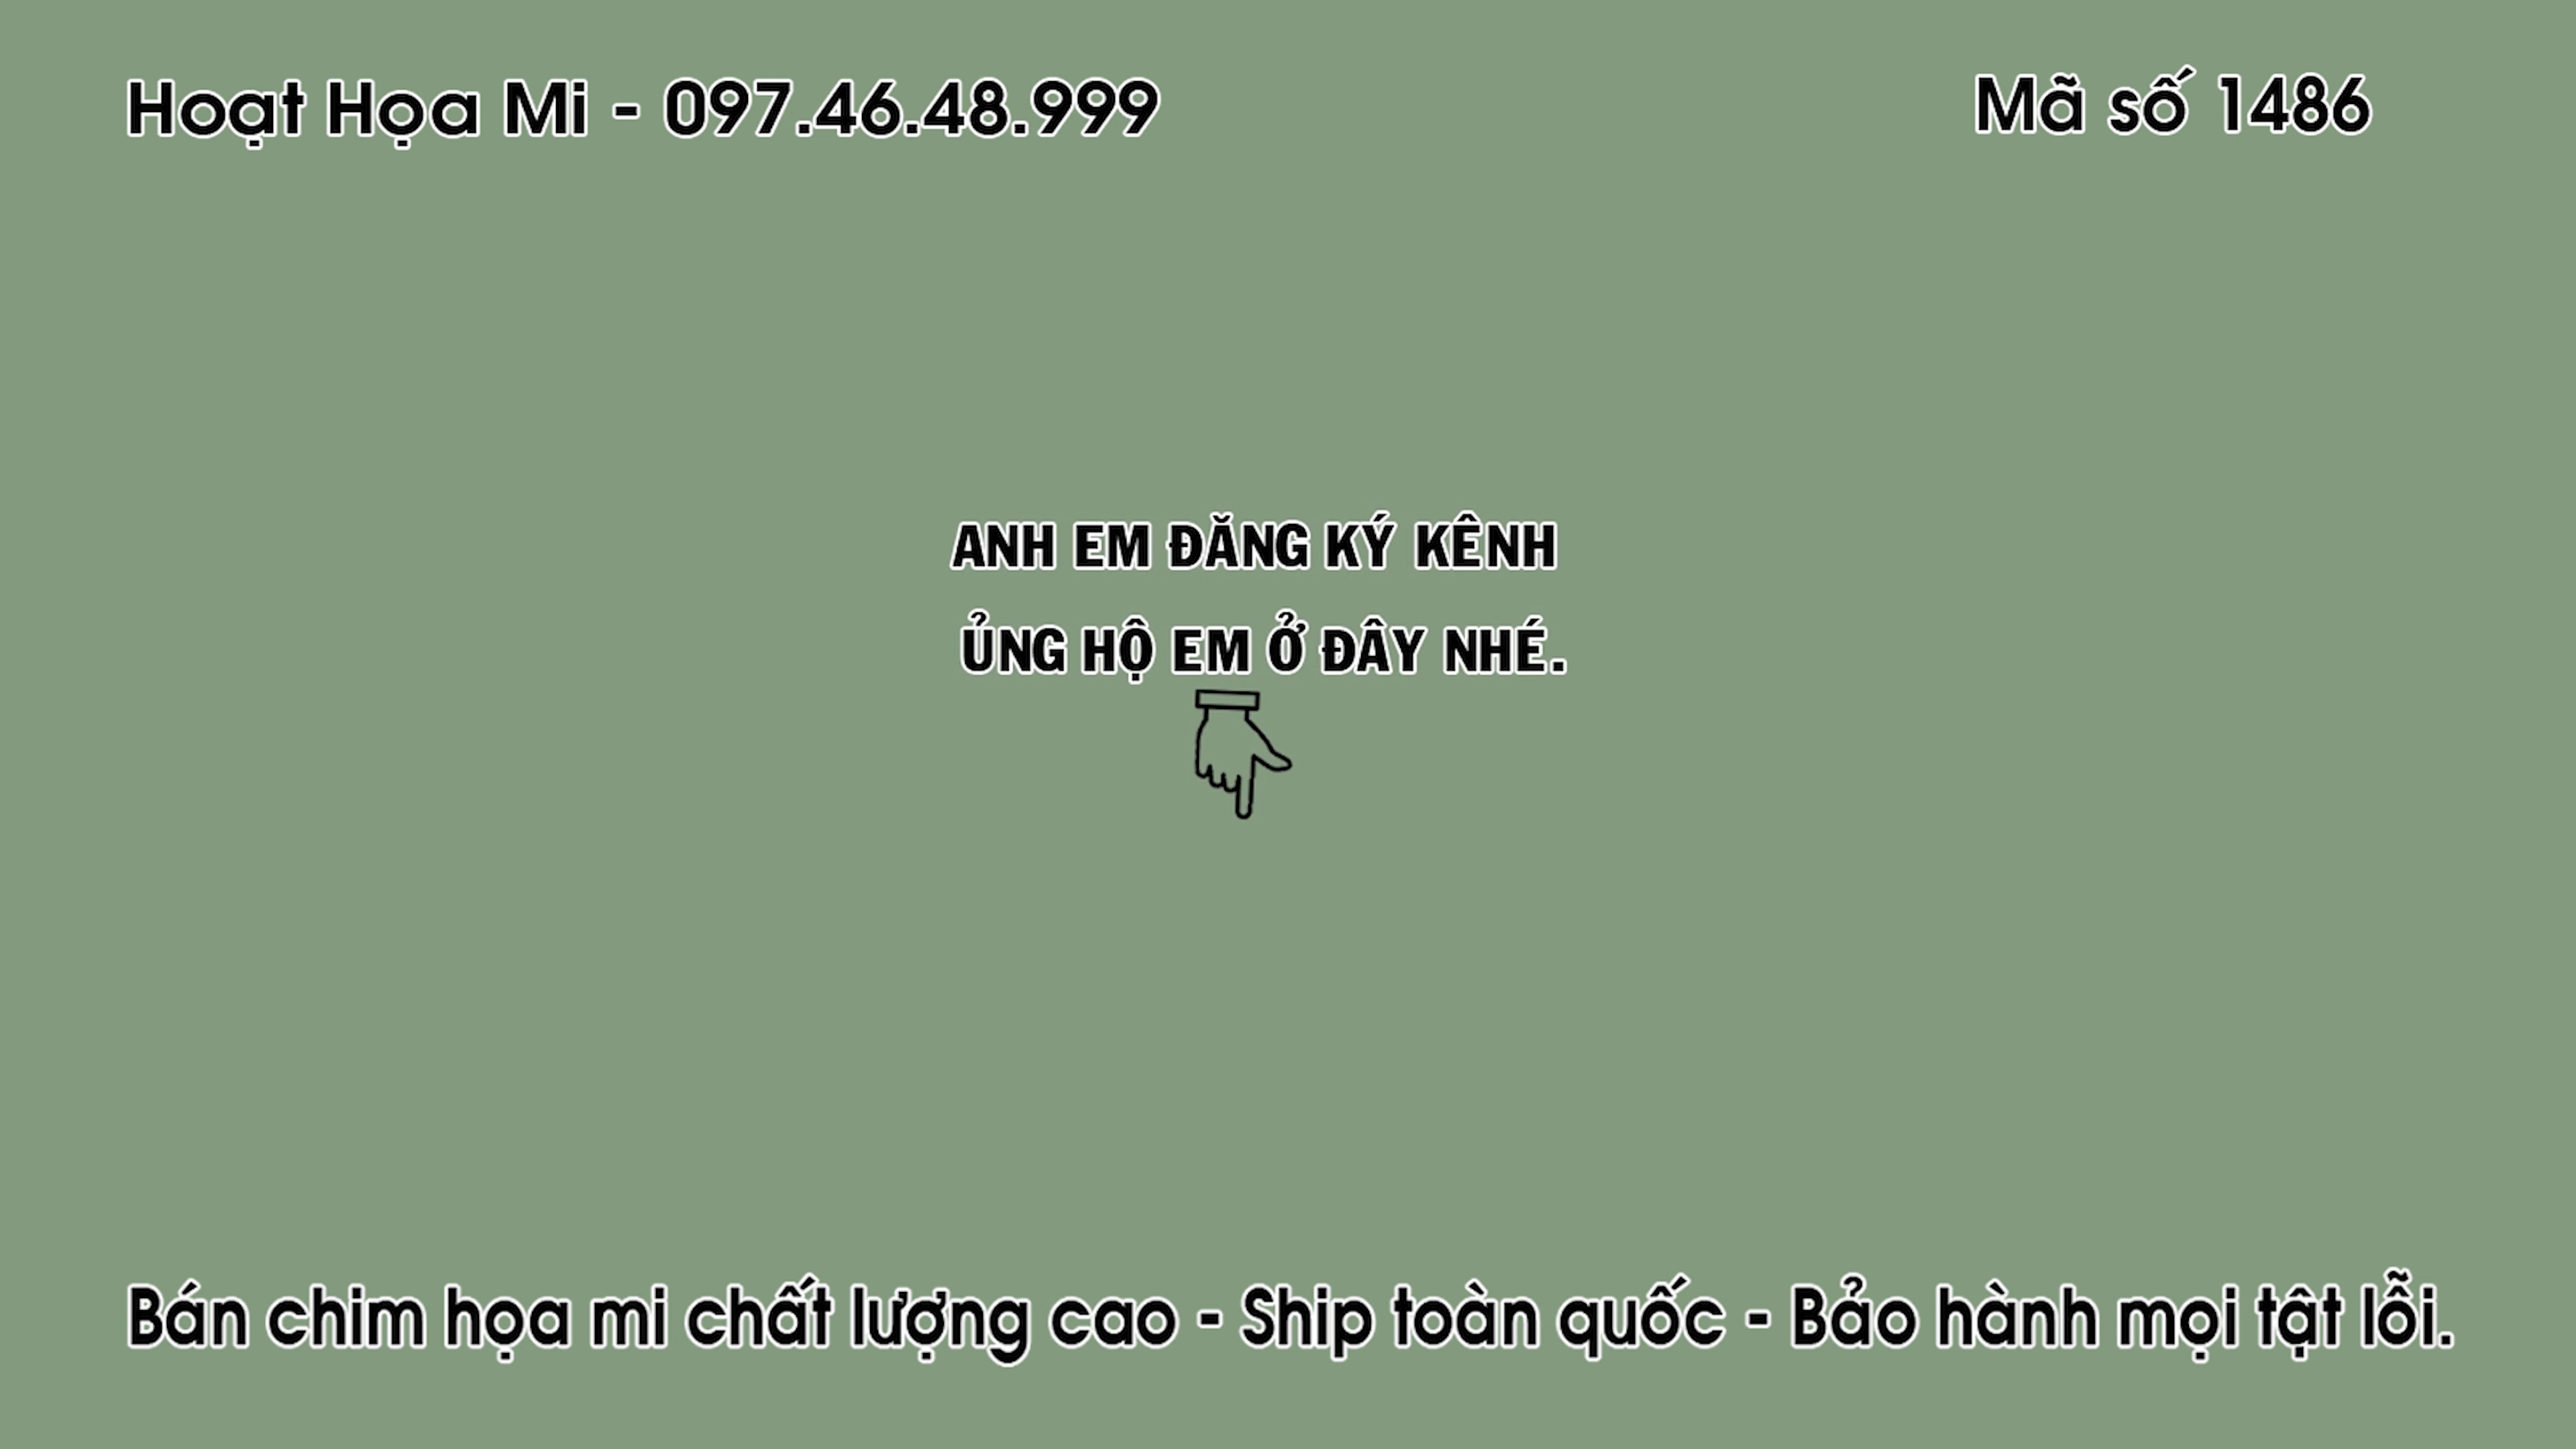 Hoạt Họa Mi - 097.46.48.999
Mã số 1486
ANH EM ĐĂNG KÝ KÊNH
ỦNG HỘ EM Ở ĐÂY NHÉ.
Bán chim họa mi chất lượng cao - Ship toàn quốc - Bảo hành mọi tật lỗi.